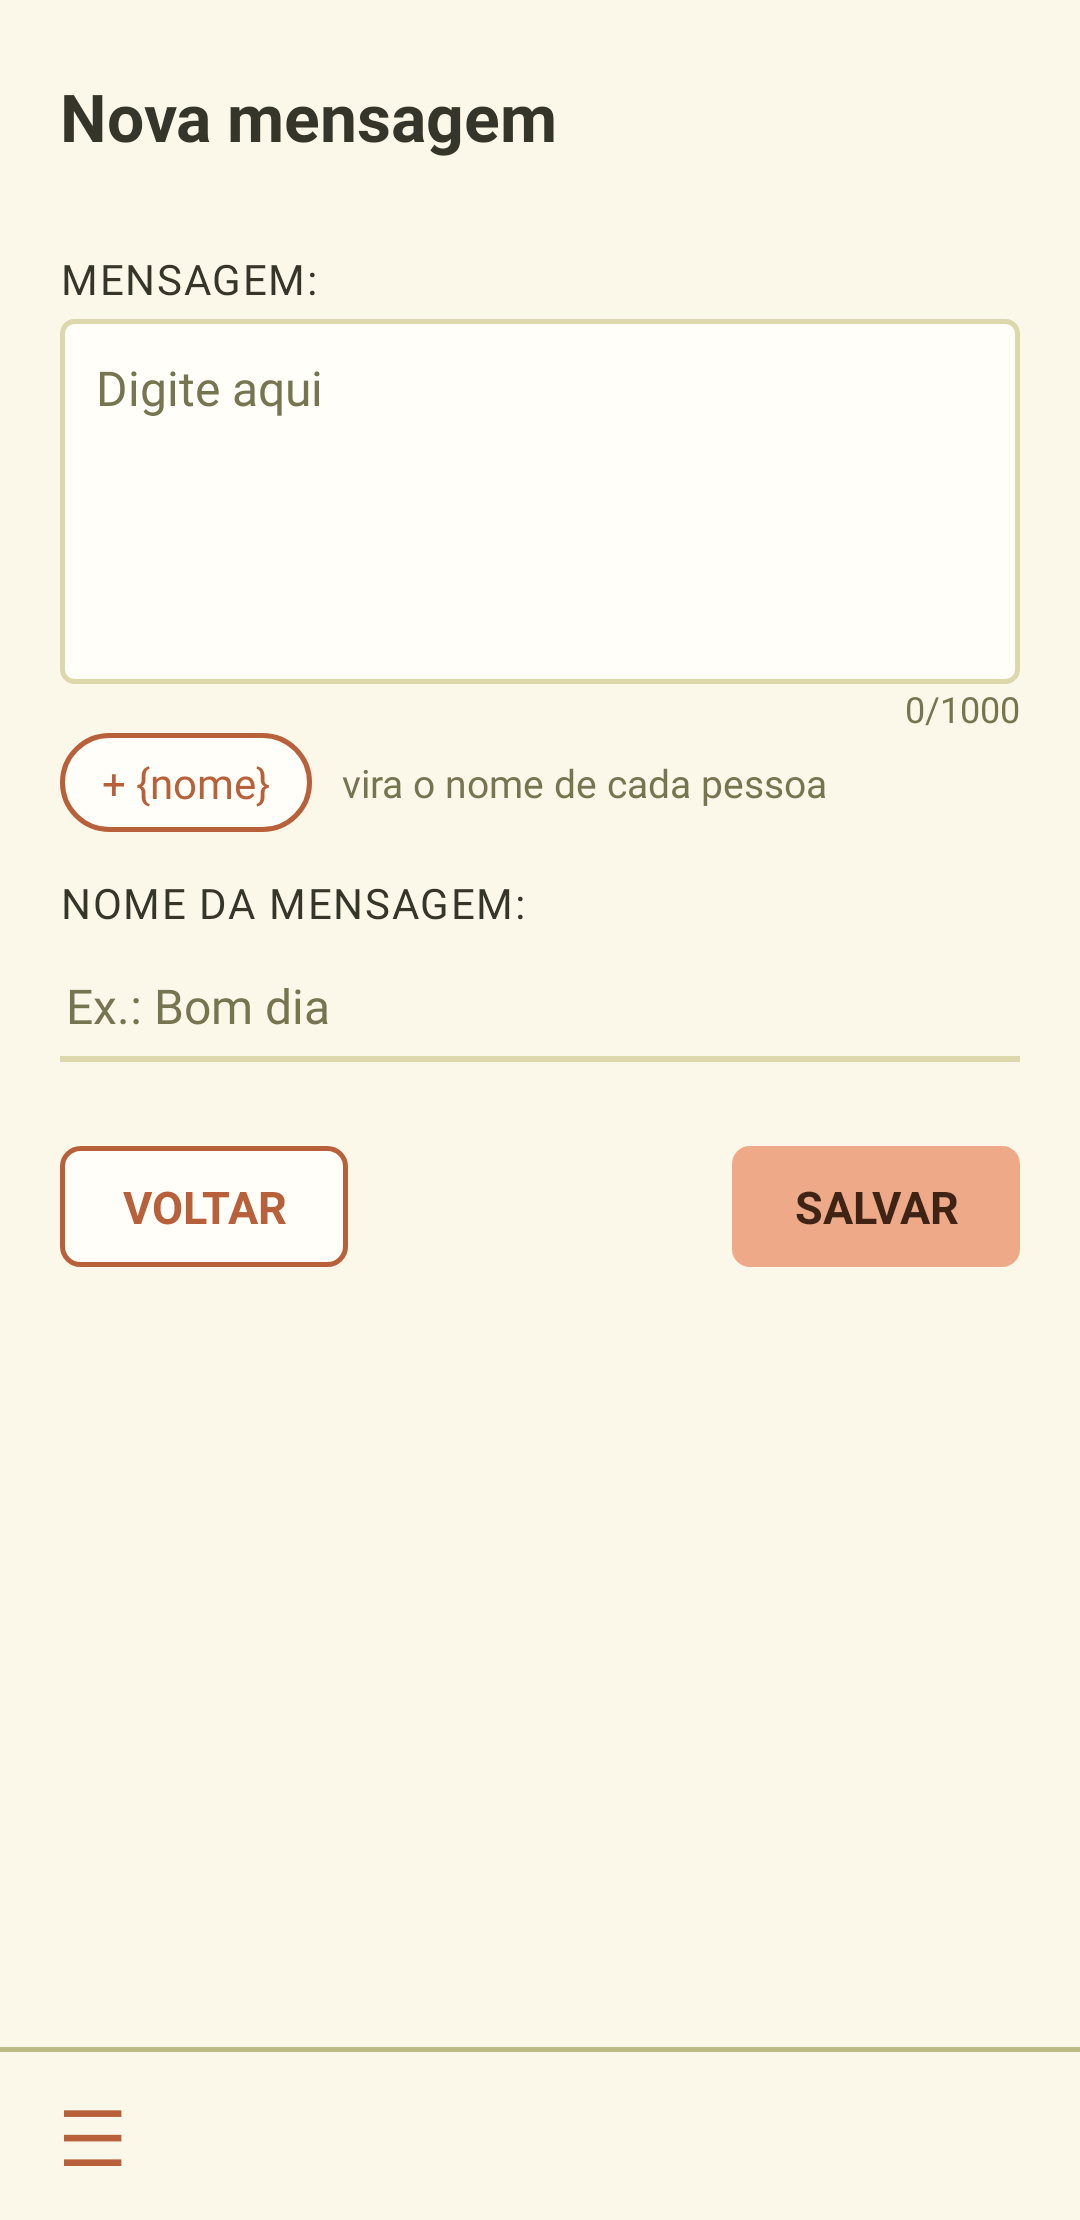 Nova mensagem
MENSAGEM:
Digite aqui
0/1000
+ {nome} vira o nome de cada pessoa
NOME DA MENSAGEM:
Ex.: Bom dia
VOLTAR SALVAR